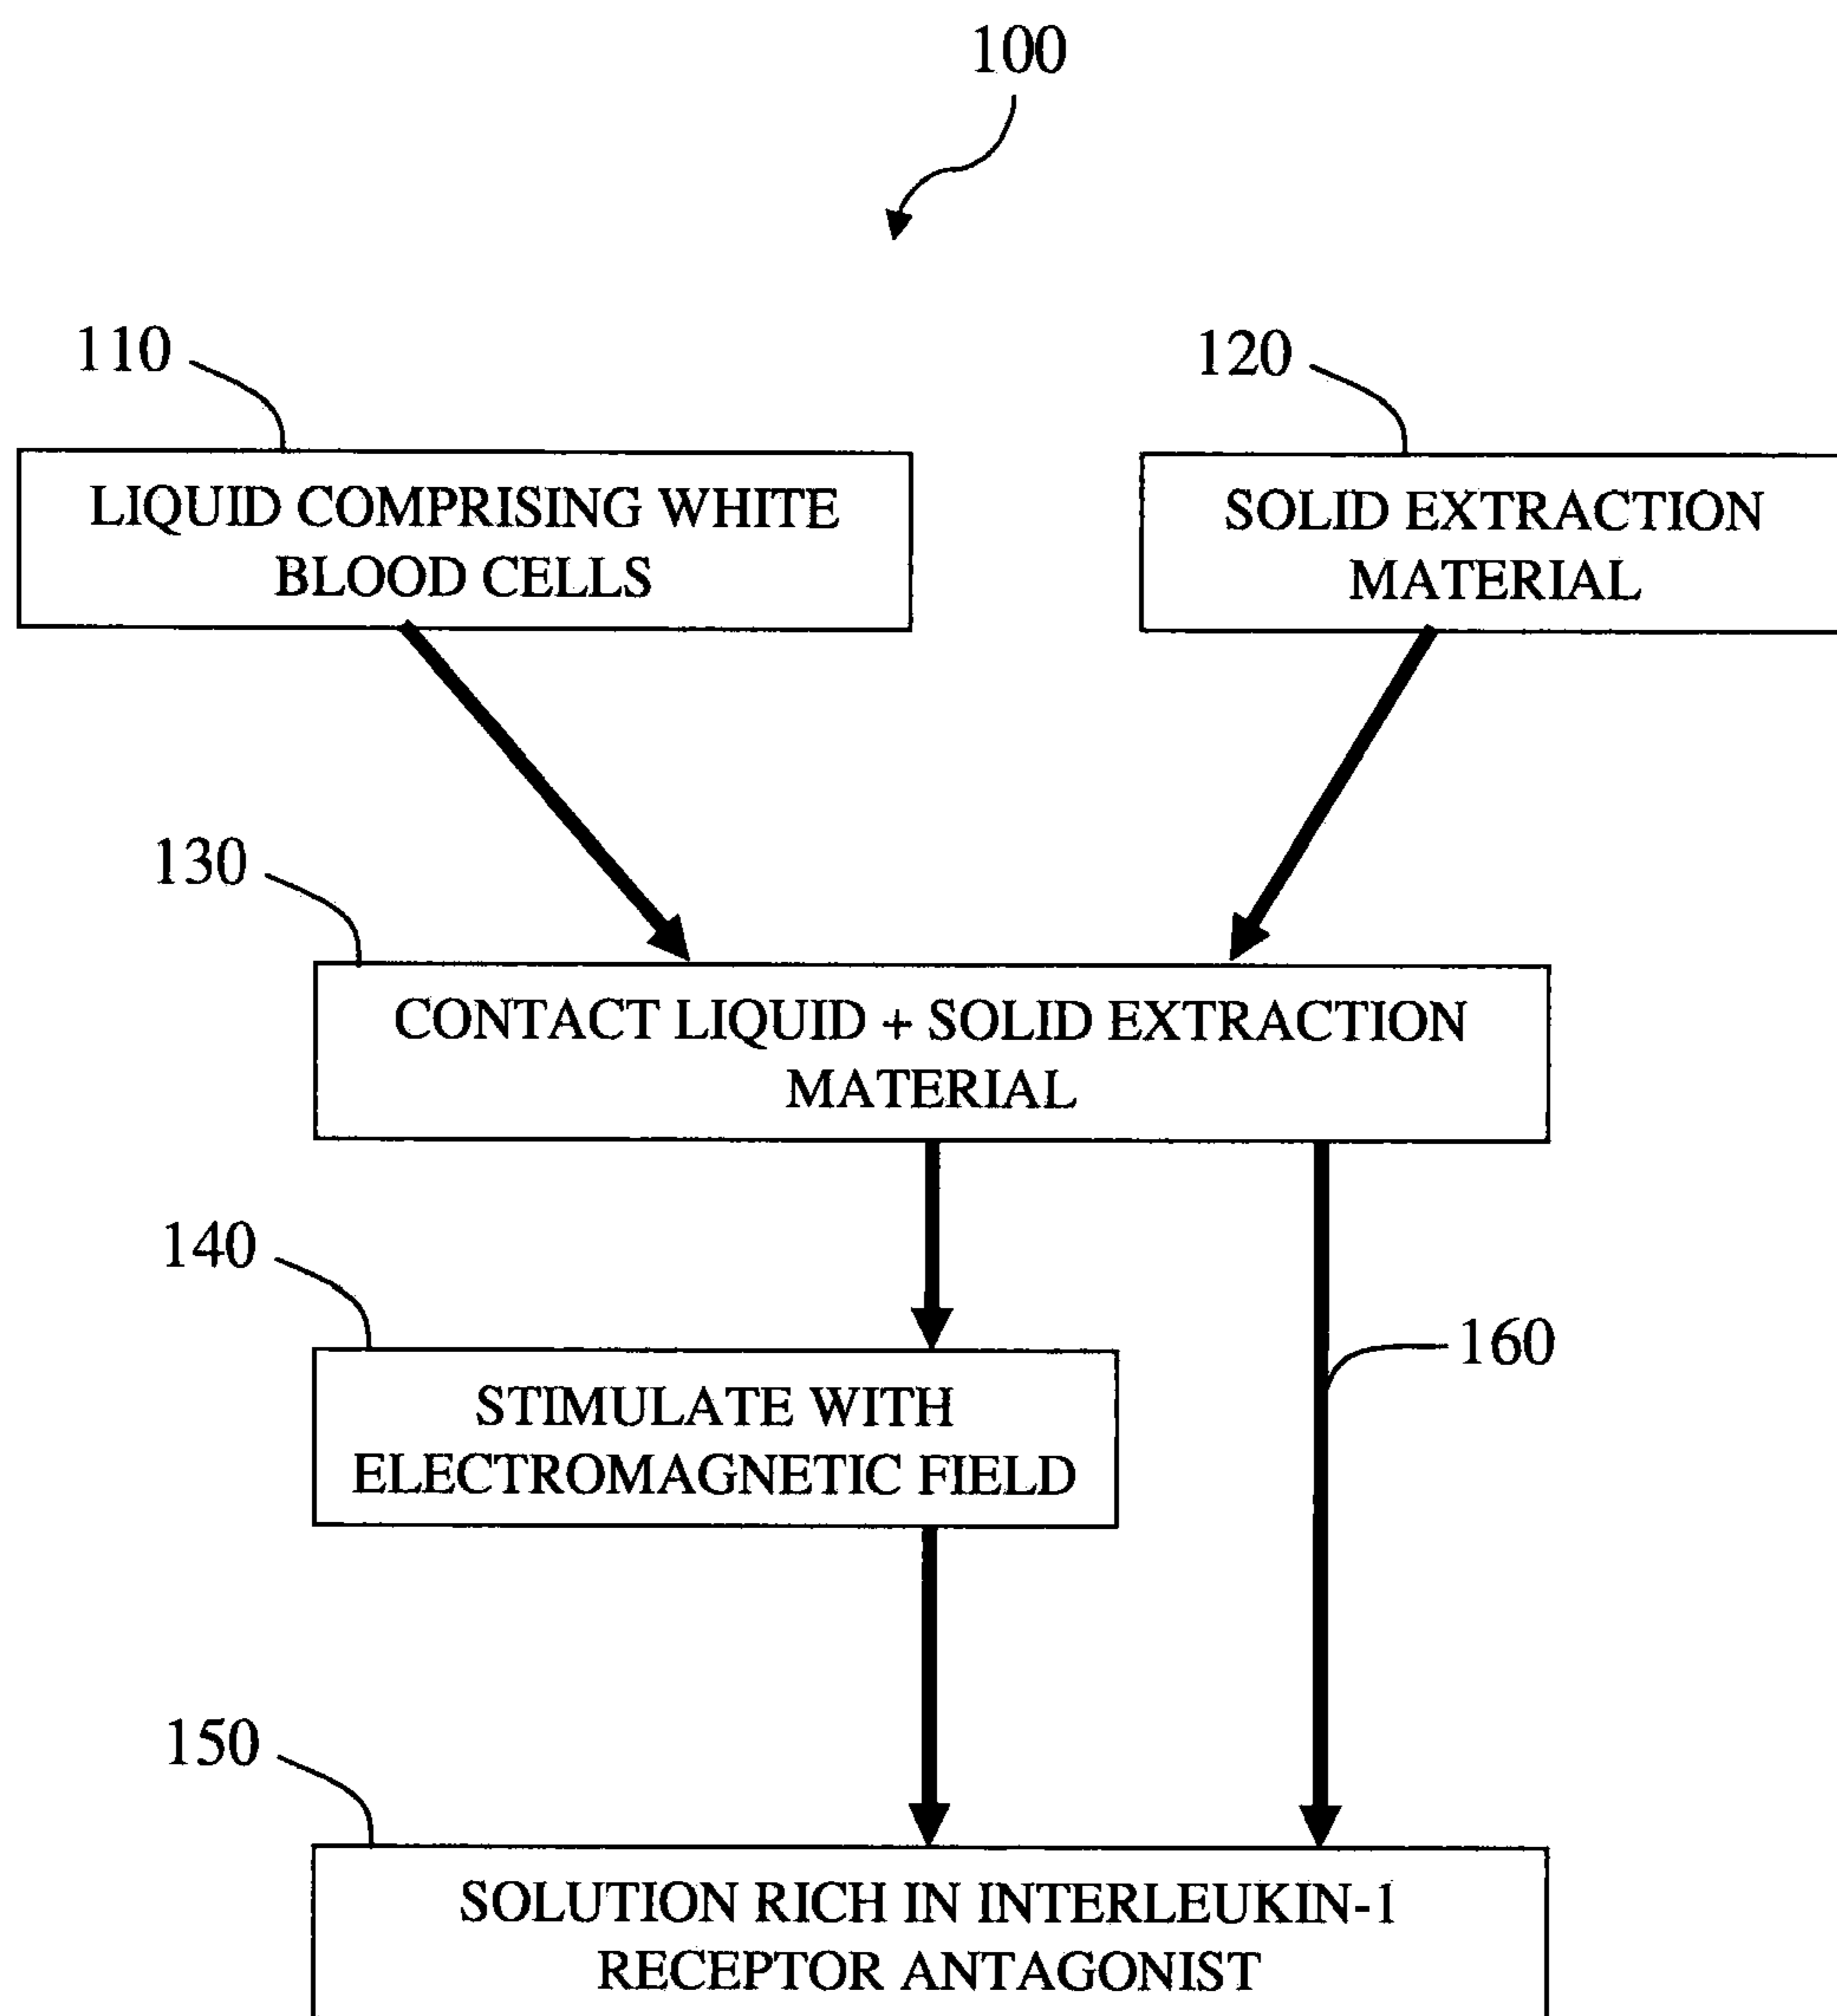 100
110
120
LIQUID COMPRISING WHITE
BLOOD CELLS
SOLID EXTRACTION
MATERIAL
130
CONTACT LIQUID + SOLID EXTRACTION
MATERIAL
140
160
STIMULATE WITH
ELECTROMAGNETIC FIELD
150
SOLUTION RICH IN INTERLEUKIN-1
RECEPTOR ANTAGONIST